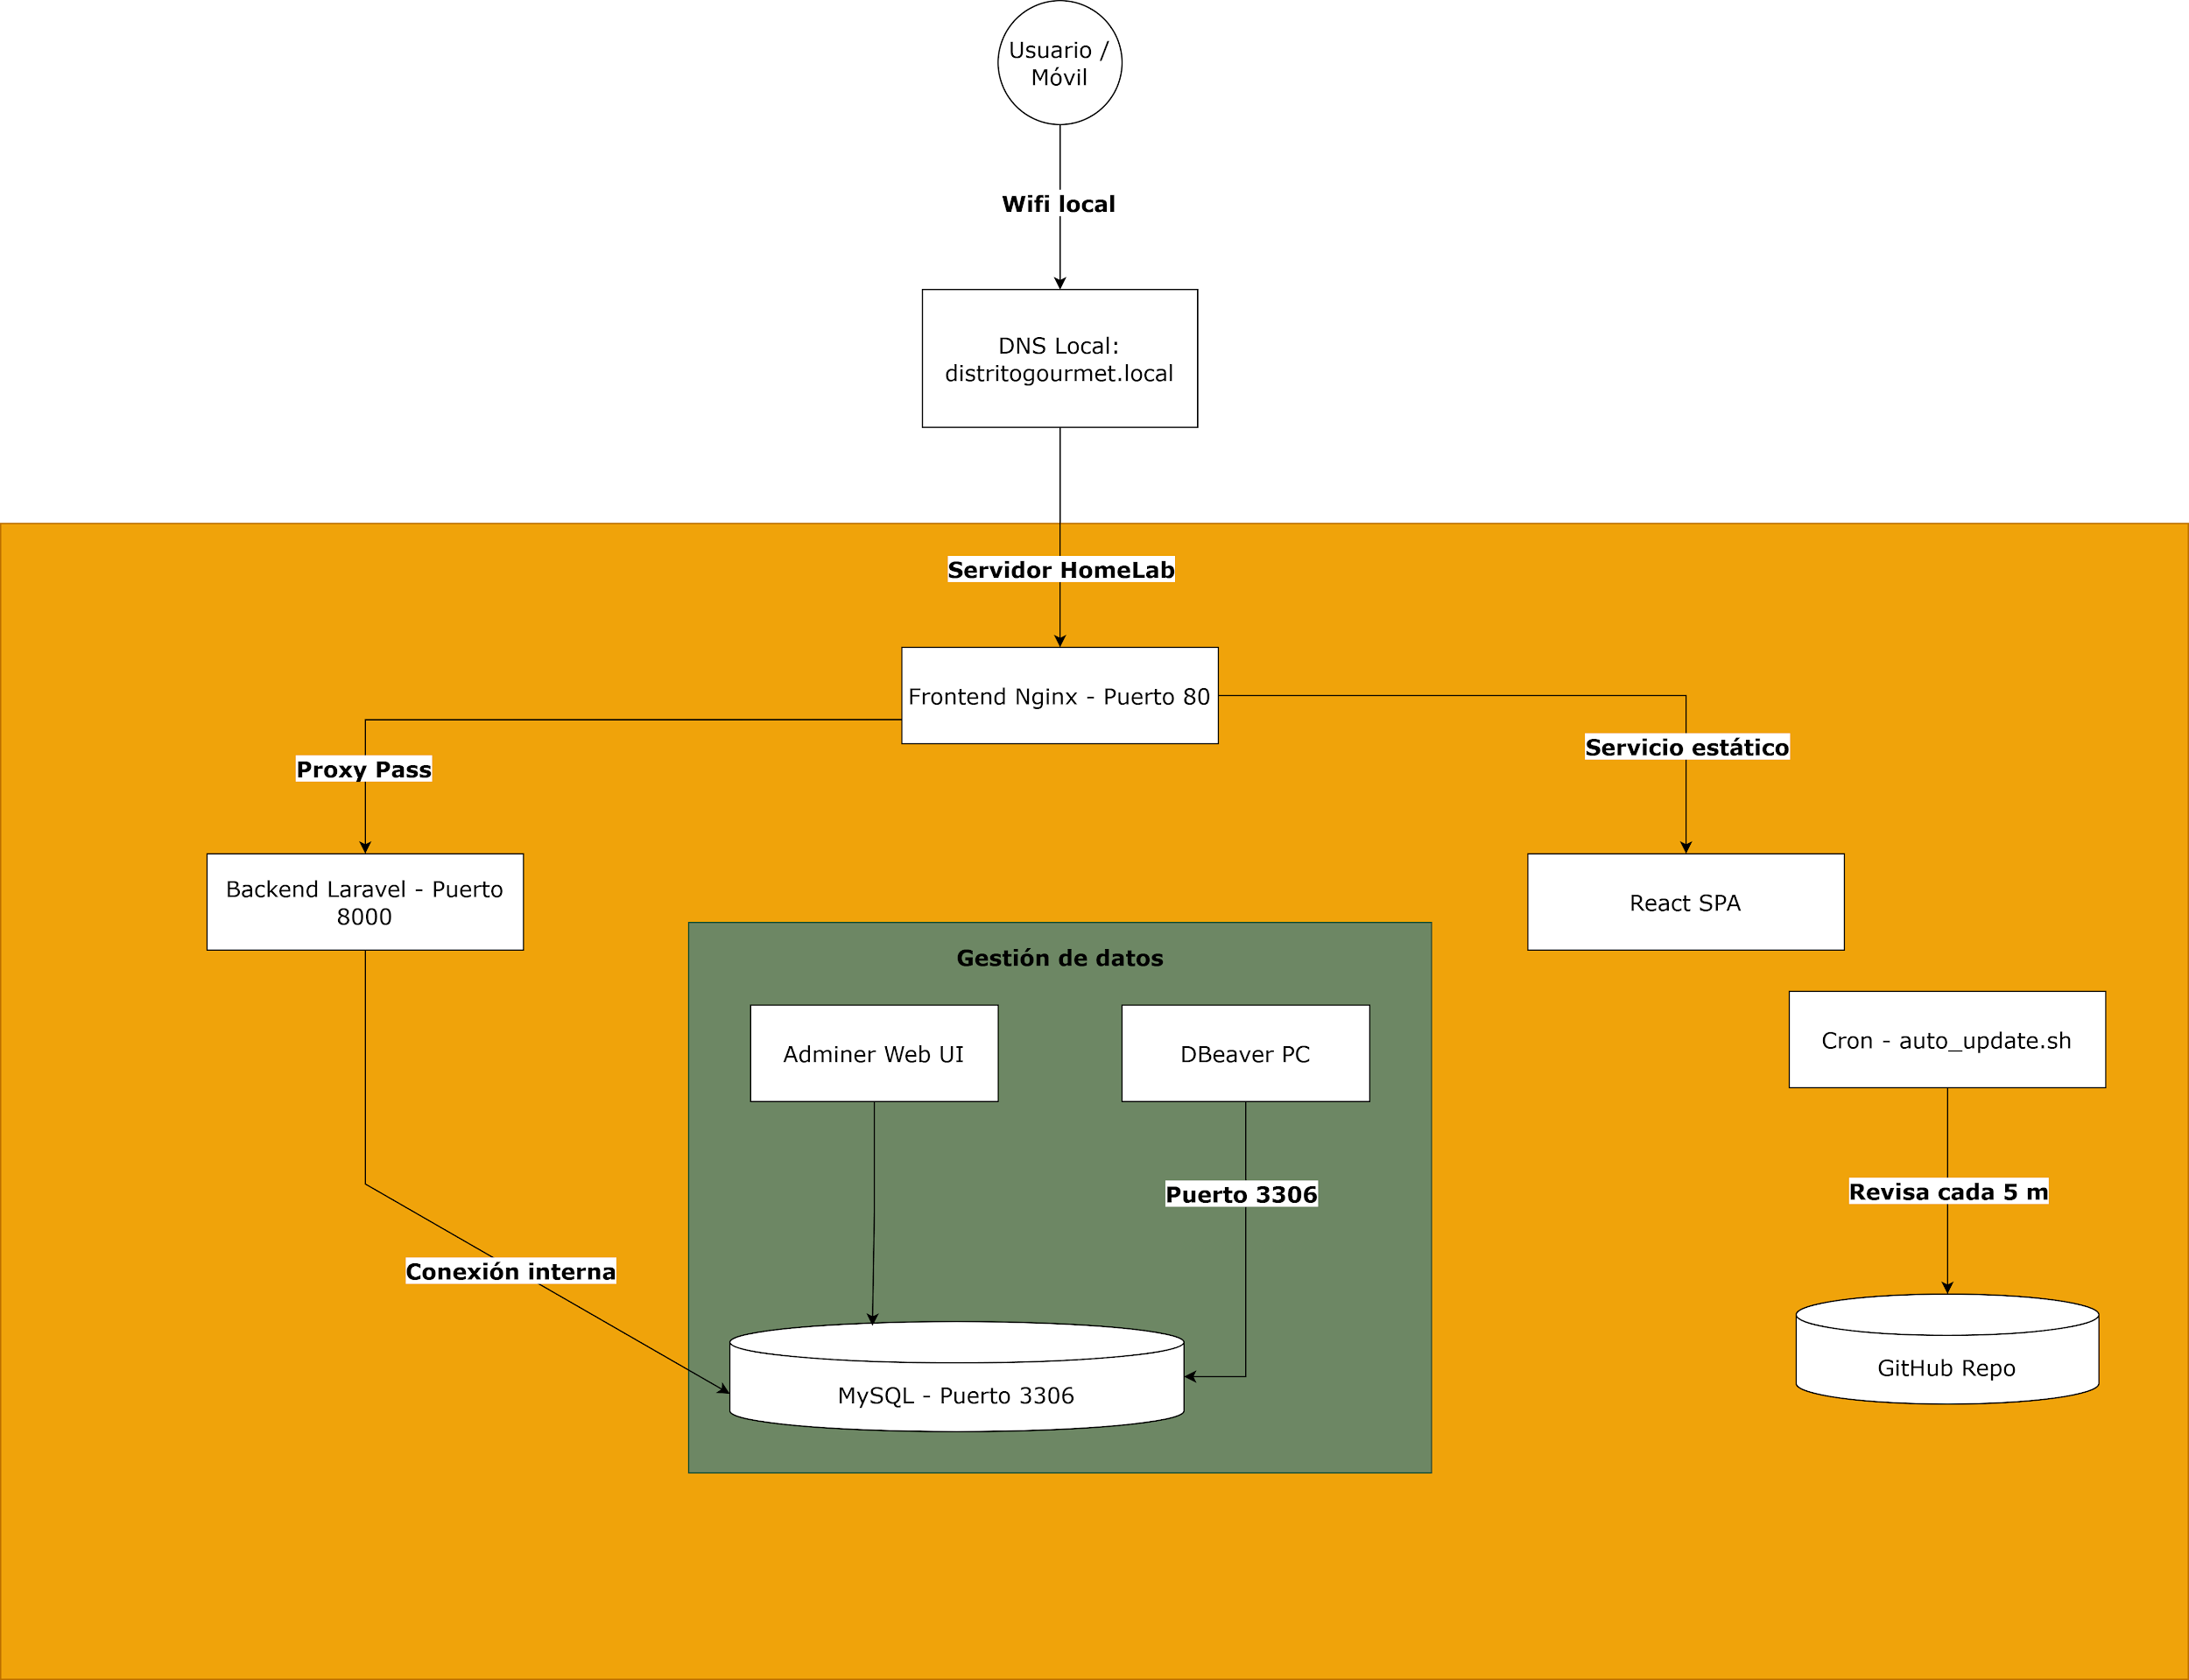 Usuario /
Móvil
Wifi local
DNS Local:
distritogourmet.local
Servidor HomeLab
Frontend Nginx - Puerto 80
Proxy Pass
Servicio estático
Backend Laravel - Puerto
8000
React SPA
Gestión de datos
Adminer Web UI
DBeaver PC
Cron - auto_update.sh
Puerto 3306
Revisa cada 5 m
Conexión interna
MySQL - Puerto 3306
GitHub Repo